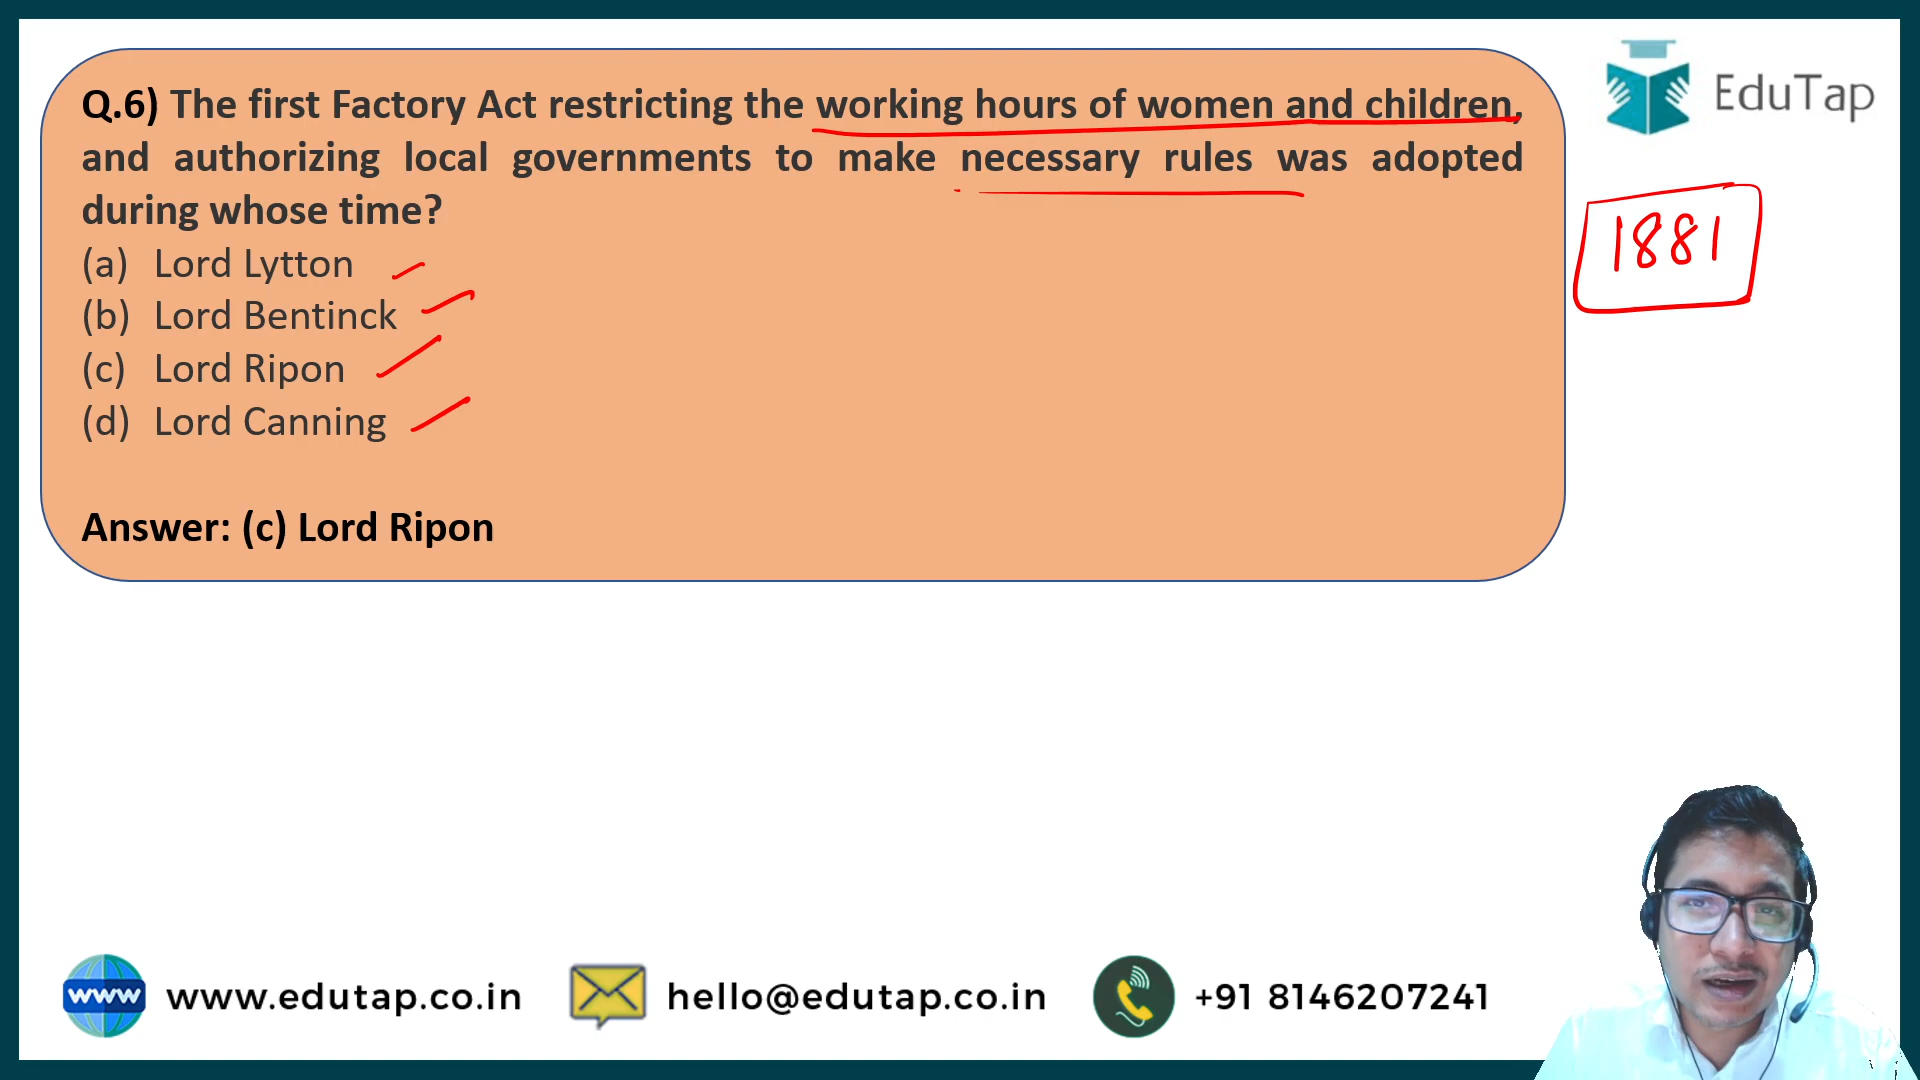 Q.6) The first Factory Act restricting the working hours of women and children,
and authorizing local governments to make necessary rules was adopted
during whose time?
(a) Lord Lytton
(b) Lord Bentinck
(c) Lord Ripon
(d) Lord Canning
Answer: (c) Lord Ripon
EduTap
1881
www www.edutap.co.in
hello@edutap.co.in
+91 8146207241